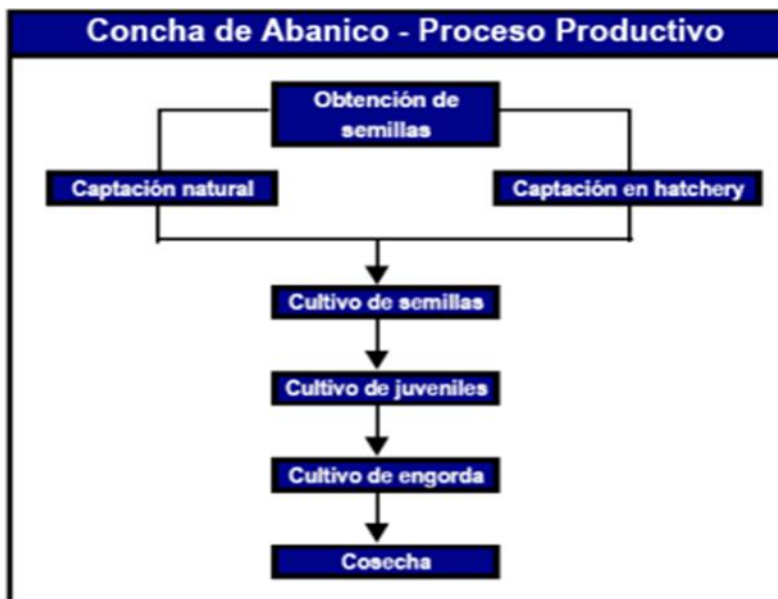 Concha de Abanico - Proceso Productivo
Obtención de
semillas
Captación natural
Captación en hatchery
Cultivo de semillas
Cultivo de juveniles
Cultivo de engorda
Cosecha